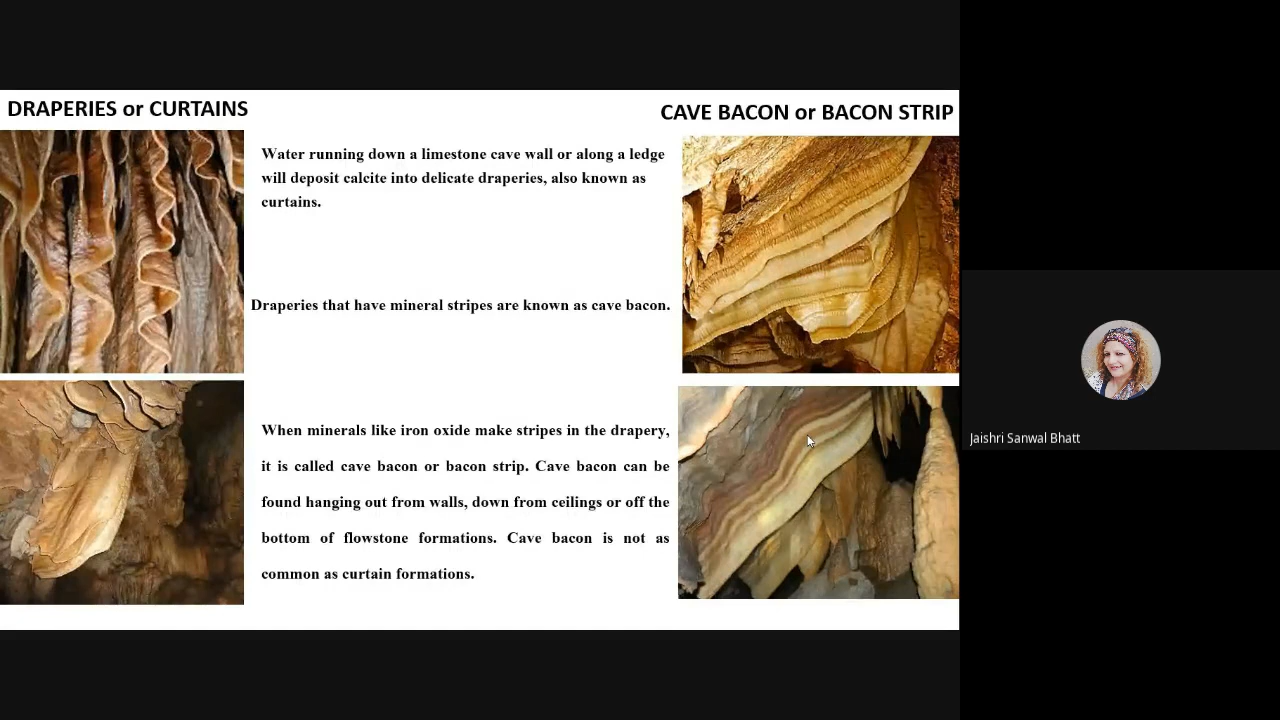 DRAPERIES or CURTAINS
CAVE BACON or BACON STRIP
Water running down a limestone cave wall or along a ledge
will deposit calcite into delicate draperies, also known as
curtains.
Draperies that have mineral stripes are known as cave bacon.
When minerals like iron oxide make stripes in the drapery,
it is called cave bacon or bacon strip. Cave bacon can be
found hanging out from walls, down from ceilings or off the
bottom of flowstone formations. Cave bacon is not as
common as curtain formations.
Jaishri Sanwal Bhatt